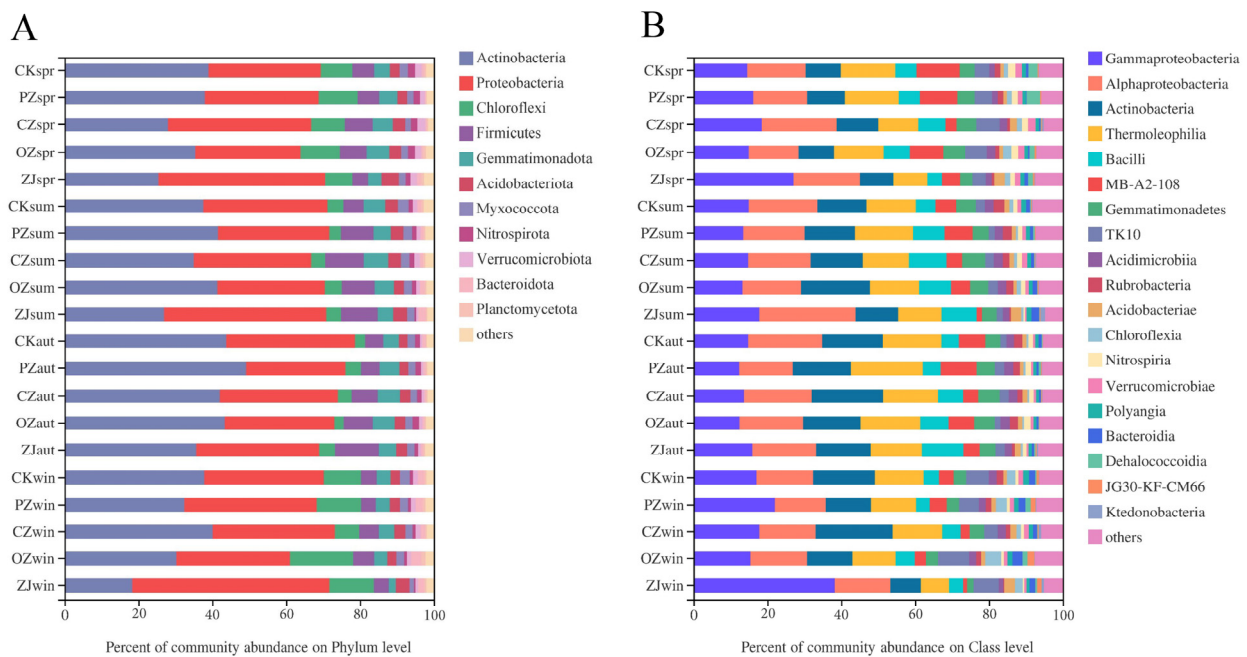 A
CKspr
PZspr
CZspr
OZspr
ZJspr
CKsum
PZsum
CZsum
OZsum
ZJsum
CKaut
PZaut
CZaut
OZaut
ZJaut
CKwin
PZwin
CZwin
OZwin
ZJwin
0 20 40 60 80 100
Percent of community abundance on Phylum level
Actinobacteria
Proteobacteria
Chloroflexi
Firmicutes
Gemmatimonadota
Acidobacteriota
Myxococcota
Nitrospirota
Verrucomicrobiota
Bacteroidota
Planctomycetota
others
B
CKspr
PZspr
CZspr
OZspr
ZJspr
CKsum
PZsum
CZsum
OZsum
ZJsum
CKaut
PZaut
CZaut
OZaut
ZJaut
CKwin
PZwin
CZwin
OZwin
ZJwin
0 20 40 60 80 100
Percent of community abundance on Class level
Gammaproteobacteria
Alphaproteobacteria
Actinobacteria
Thermoleophilia
Bacilli
MB-A2-108
Gemmatimonadetes
TK10
Acidimicrobiia
Rubrobacteria
Acidobacteriae
Chloroflexia
Nitrospiria
Verrucomicrobiae
Polyangia
Bacteroidia
Dehalococcoidia
JG30-KF-CM66
Ktedonobacteria
others